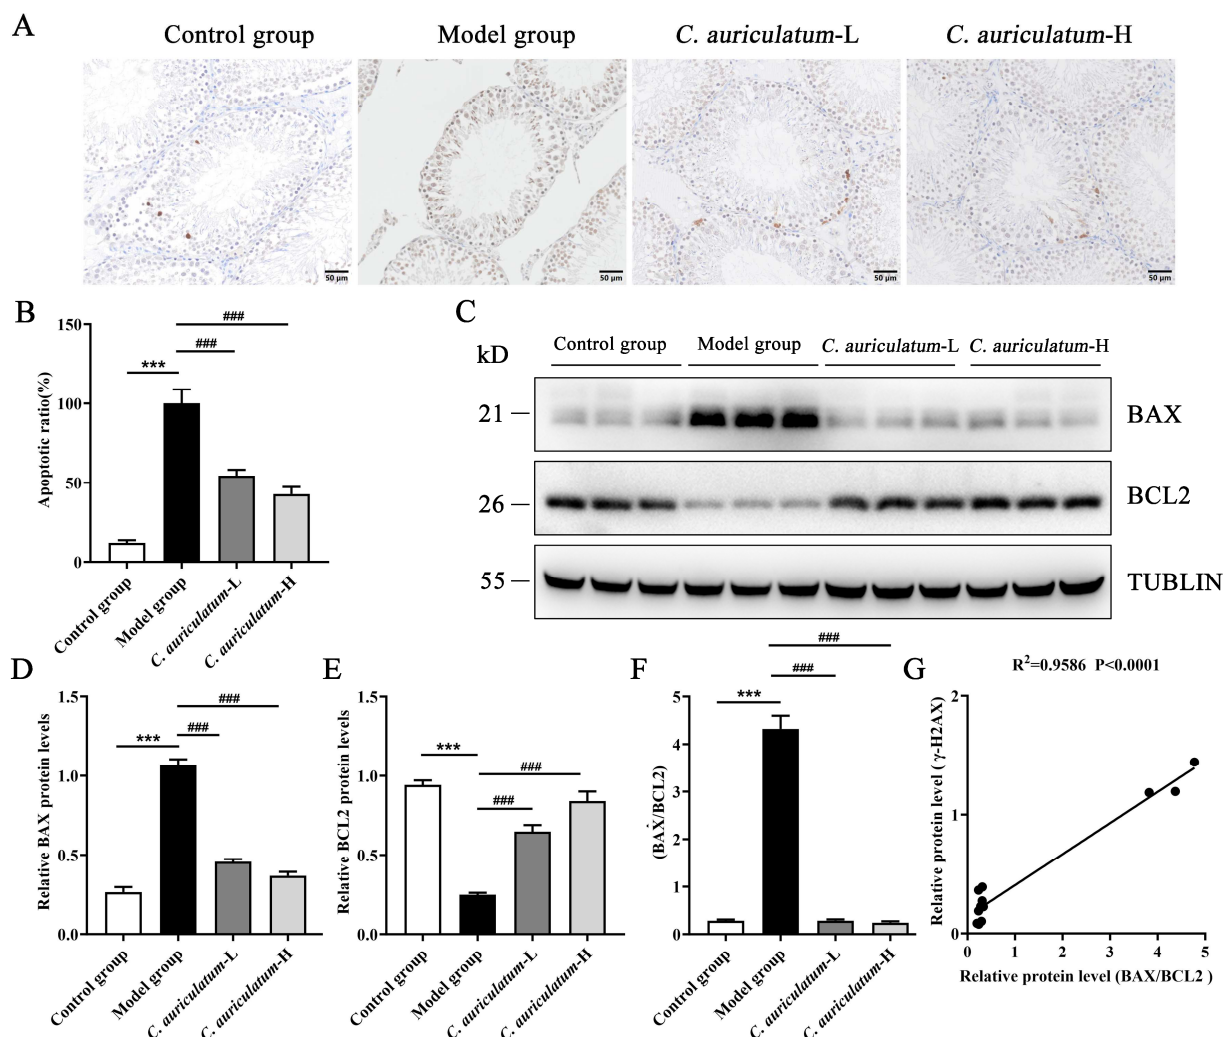 A
Control group
Model group
C. auriculatum-L
C. auriculatum-H
50 μm
50 μm
50 μm
50 μm
B
Apoptotic ratio(%)
150
100
50
0
***
###
###
Control group
Model group
C. auriculatum-L
C. auriculatum-H
C
kD
Control group
Model group
C. auriculatum-L
C. auriculatum-H
21
BAX
26
BCL2
55
TUBLIN
D
Relative BAX protein levels
1.5
1.0
0.5
0.0
***
###
###
Control group
Model group
C. auriculatum-L
C. auriculatum-H
E
Relative BCL2 protein levels
1.5
1.0
0.5
0.0
***
###
###
Control group
Model group
C. auriculatum-L
C. auriculatum-H
F
(BAX/BCL2)
5
4
3
2
1
0
***
###
###
Control group
Model group
C. auriculatum-L
C. auriculatum-H
G
R²=0.9586 P<0.0001
Relative protein level (γ-H2AX)
2
1
0
0
1
2
3
4
5
Relative protein level (BAX/BCL2 )